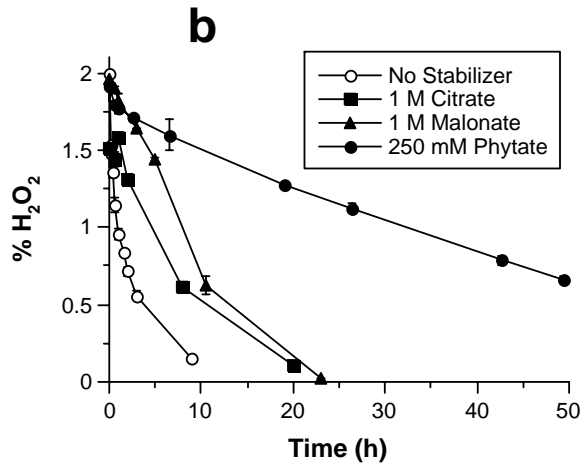 b
No Stabilizer
1 M Citrate
1 M Malonate
250 mM Phytate
% H₂O₂
2
1.5
1
0.5
0
0 10 20 30 40 50
Time (h)